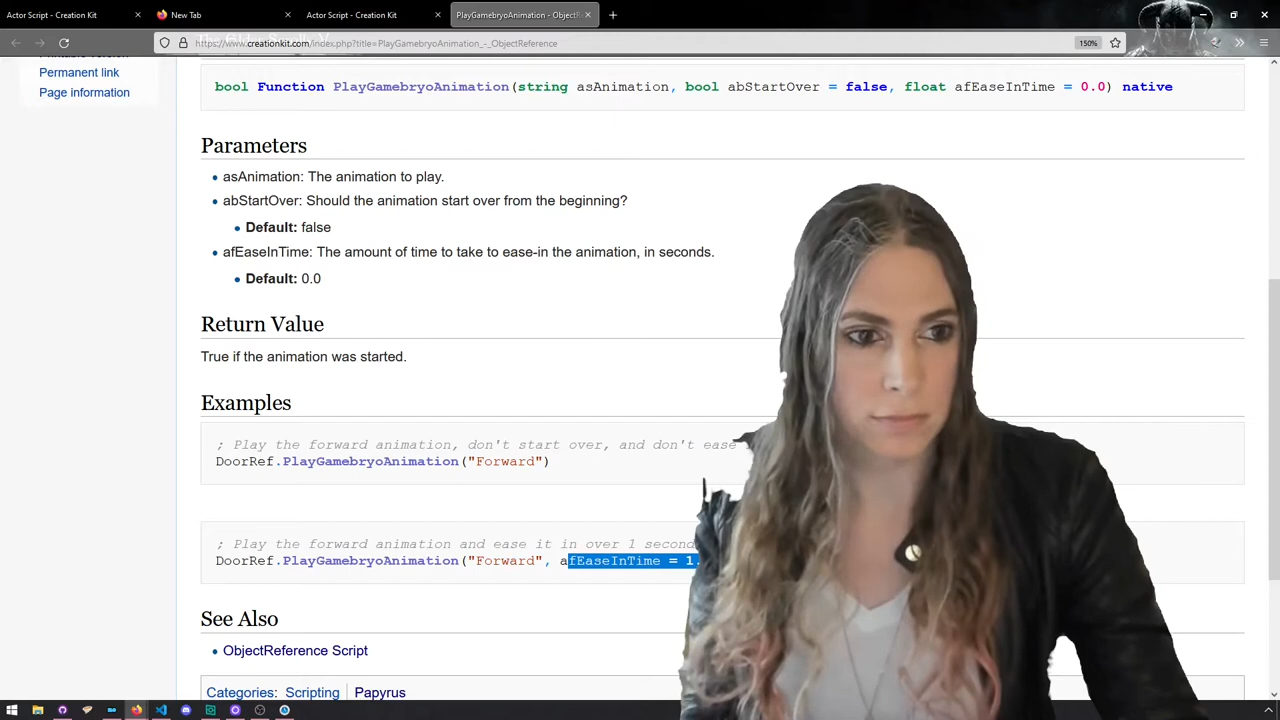 Actor Script - Creation Kit
New Tab
Actor Script - Creation Kit
PlayGamebryoAnimation - ObjectRe
https://www.creationkit.com/index.php?title=PlayGamebryoAnimation_-_ObjectReference
150%
Permanent link
Page information
bool Function PlayGamebryoAnimation(string asAnimation, bool abStartOver = false, float afEaseInTime = 0.0) native
Parameters
asAnimation: The animation to play.
abStartOver: Should the animation start over from the beginning?
Default: false
afEaseInTime: The amount of time to take to ease-in the animation, in seconds.
Default: 0.0
Return Value
True if the animation was started.
Examples
; Play the forward animation, don't start over, and don't ease
DoorRef.PlayGamebryoAnimation("Forward")
; Play the forward animation and ease it in over 1 second
DoorRef.PlayGamebryoAnimation("Forward", afEaseInTime = 1.
See Also
ObjectReference Script
Categories: Scripting | Papyrus